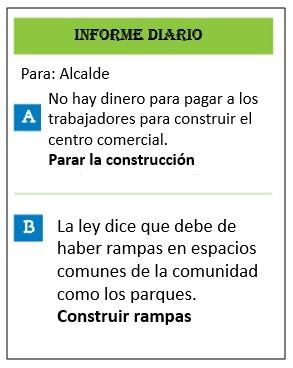 INFORME DIARIO
Para: Alcalde
A
No hay dinero para pagar a los
trabajadores para construir el
centro comercial.
Parar la construcción
B
La ley dice que debe de
haber rampas en espacios
comunes de la comunidad
como los parques.
Construir rampas